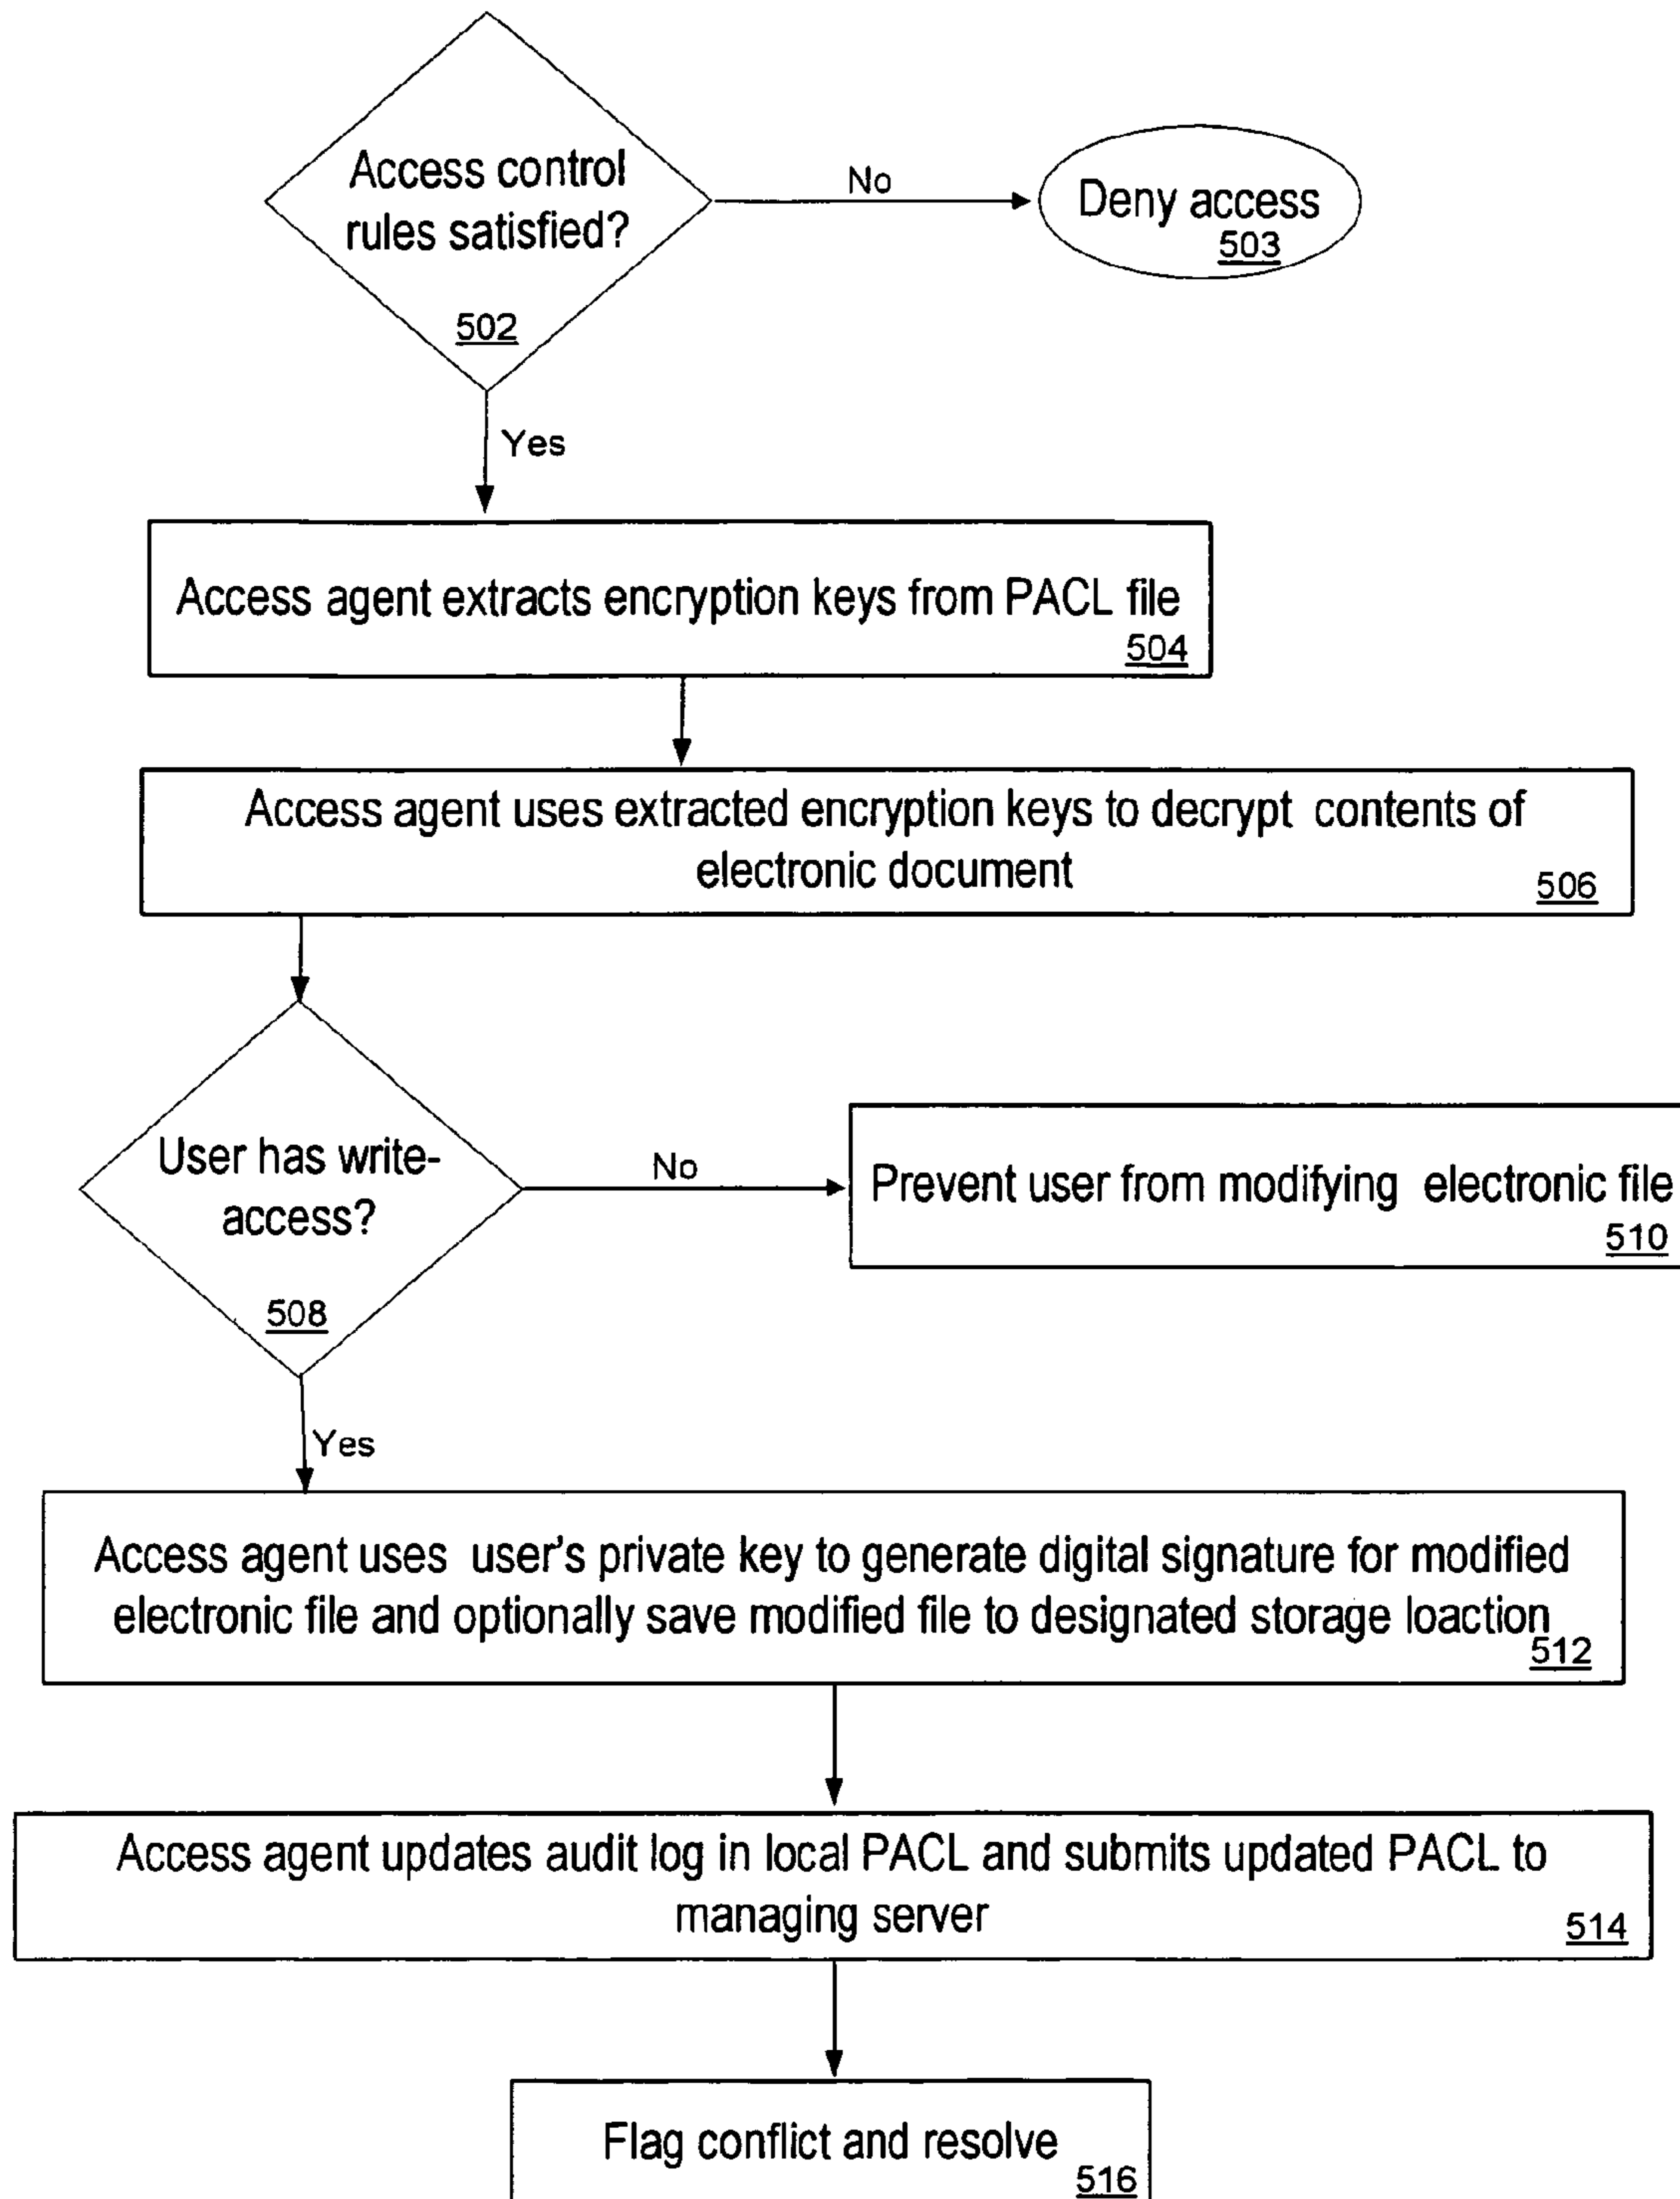 Access control
rules satisfied?
502
No
Deny access
503
Yes
Access agent extracts encryption keys from PACL file
504
Access agent uses extracted encryption keys to decrypt contents of
electronic document
506
User has write-
access?
508
No
Prevent user from modifying electronic file
510
Yes
Access agent uses user's private key to generate digital signature for modified
electronic file and optionally save modified file to designated storage loaction
512
Access agent updates audit log in local PACL and submits updated PACL to
managing server
514
Flag conflict and resolve
516